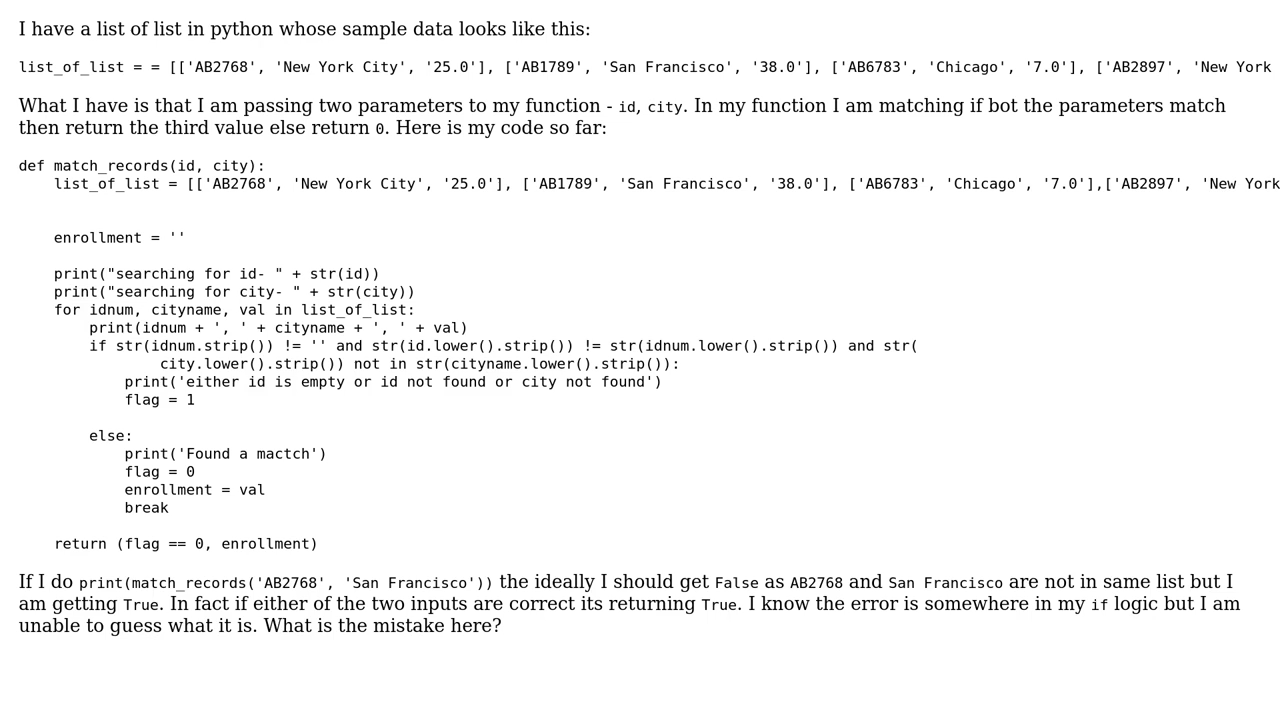 I have a list of list in python whose sample data looks like this:
list_of_list = = [['AB2768', 'New York City', '25.0'], ['AB1789', 'San Francisco', '38.0'], ['AB6783', 'Chicago', '7.0'], ['AB2897', 'New York
What I have is that I am passing two parameters to my function - id, city. In my function I am matching if bot the parameters match
then return the third value else return 0. Here is my code so far:
def match_records(id, city):
    list_of_list = [['AB2768', 'New York City', '25.0'], ['AB1789', 'San Francisco', '38.0'], ['AB6783', 'Chicago', '7.0'],['AB2897', 'New York
    enrollment = ''
    print("searching for id- " + str(id))
    print("searching for city- " + str(city))
    for idnum, cityname, val in list_of_list:
        print(idnum + ', ' + cityname + ', ' + val)
        if str(idnum.strip()) != '' and str(id.lower().strip()) != str(idnum.lower().strip()) and str(
                city.lower().strip()) not in str(cityname.lower().strip()):
            print('either id is empty or id not found or city not found')
            flag = 1
        else:
            print('Found a mactch')
            flag = 0
            enrollment = val
            break
    return (flag == 0, enrollment)
If I do print(match_records('AB2768', 'San Francisco')) the ideally I should get False as AB2768 and San Francisco are not in same list but I
am getting True. In fact if either of the two inputs are correct its returning True. I know the error is somewhere in my if logic but I am
unable to guess what it is. What is the mistake here?